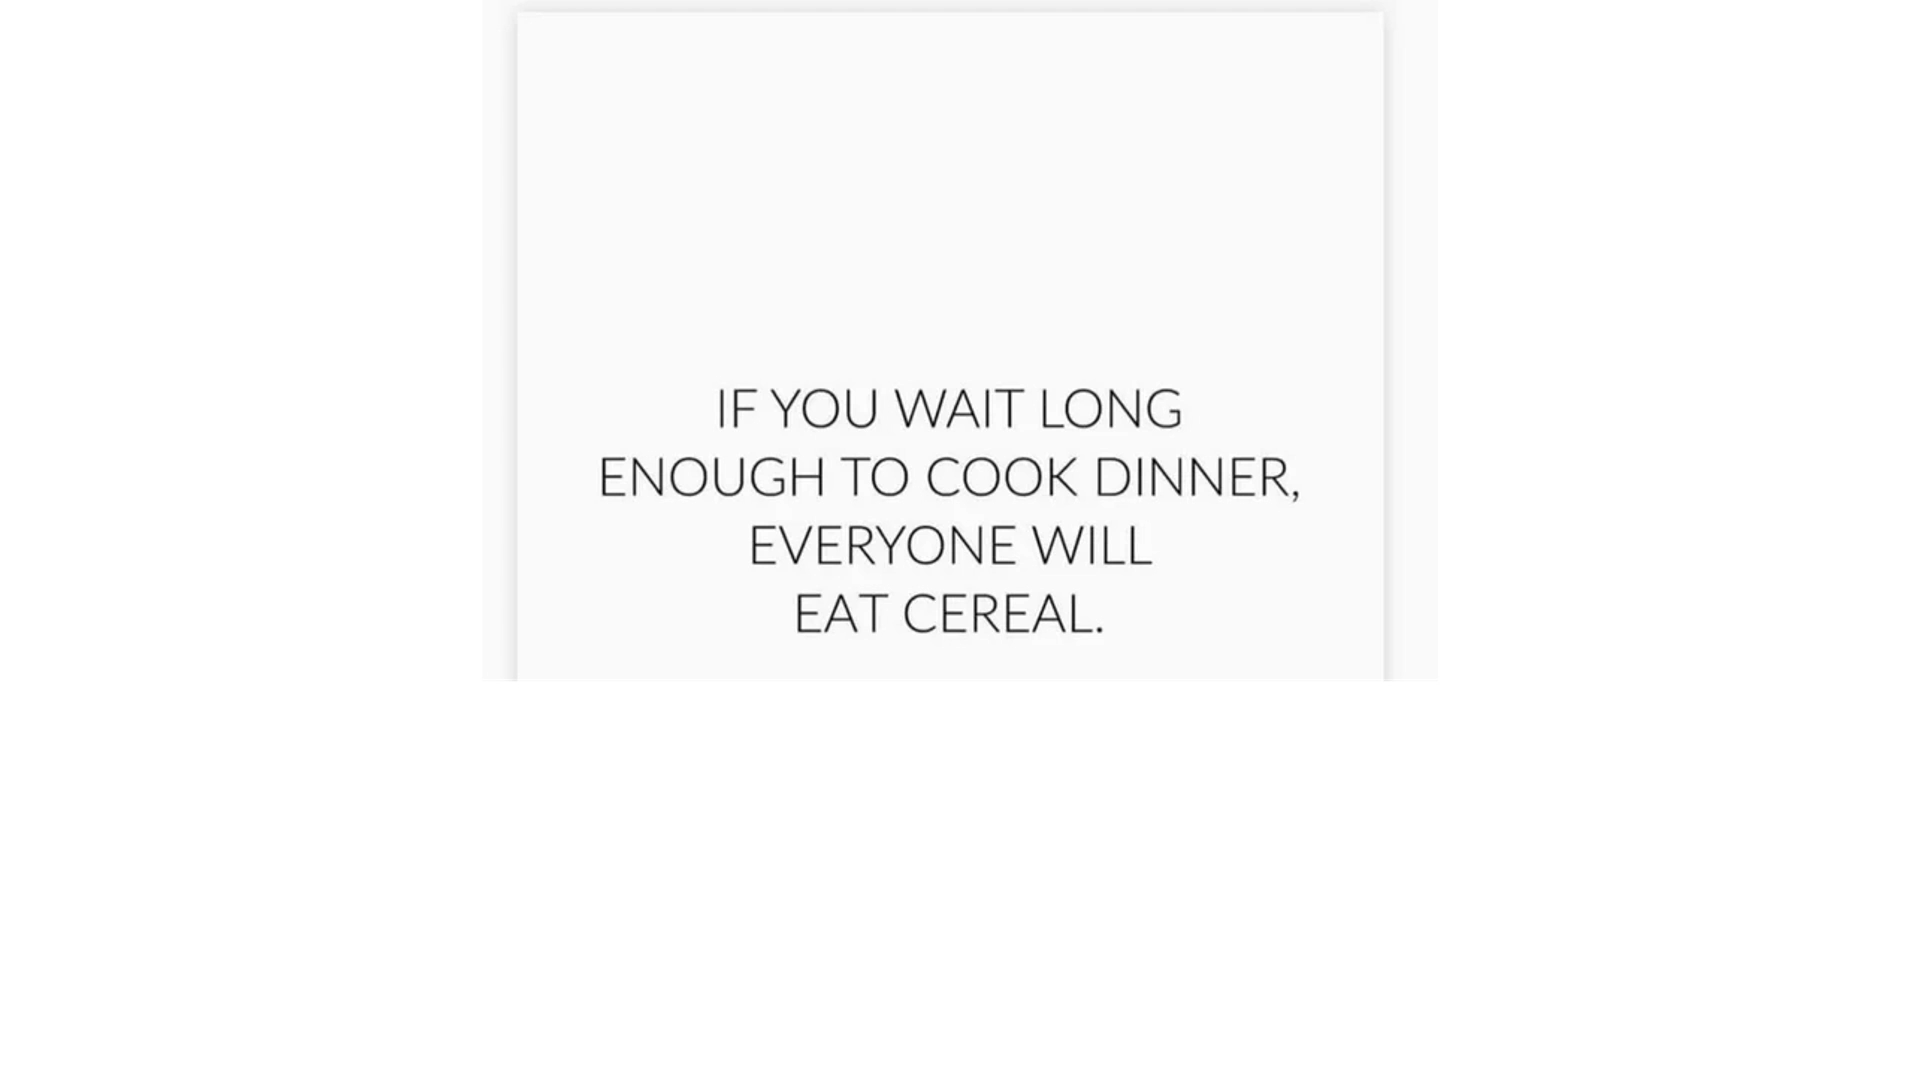 IF YOU WAIT LONG
ENOUGH TO COOK DINNER,
EVERYONE WILL
EAT CEREAL.